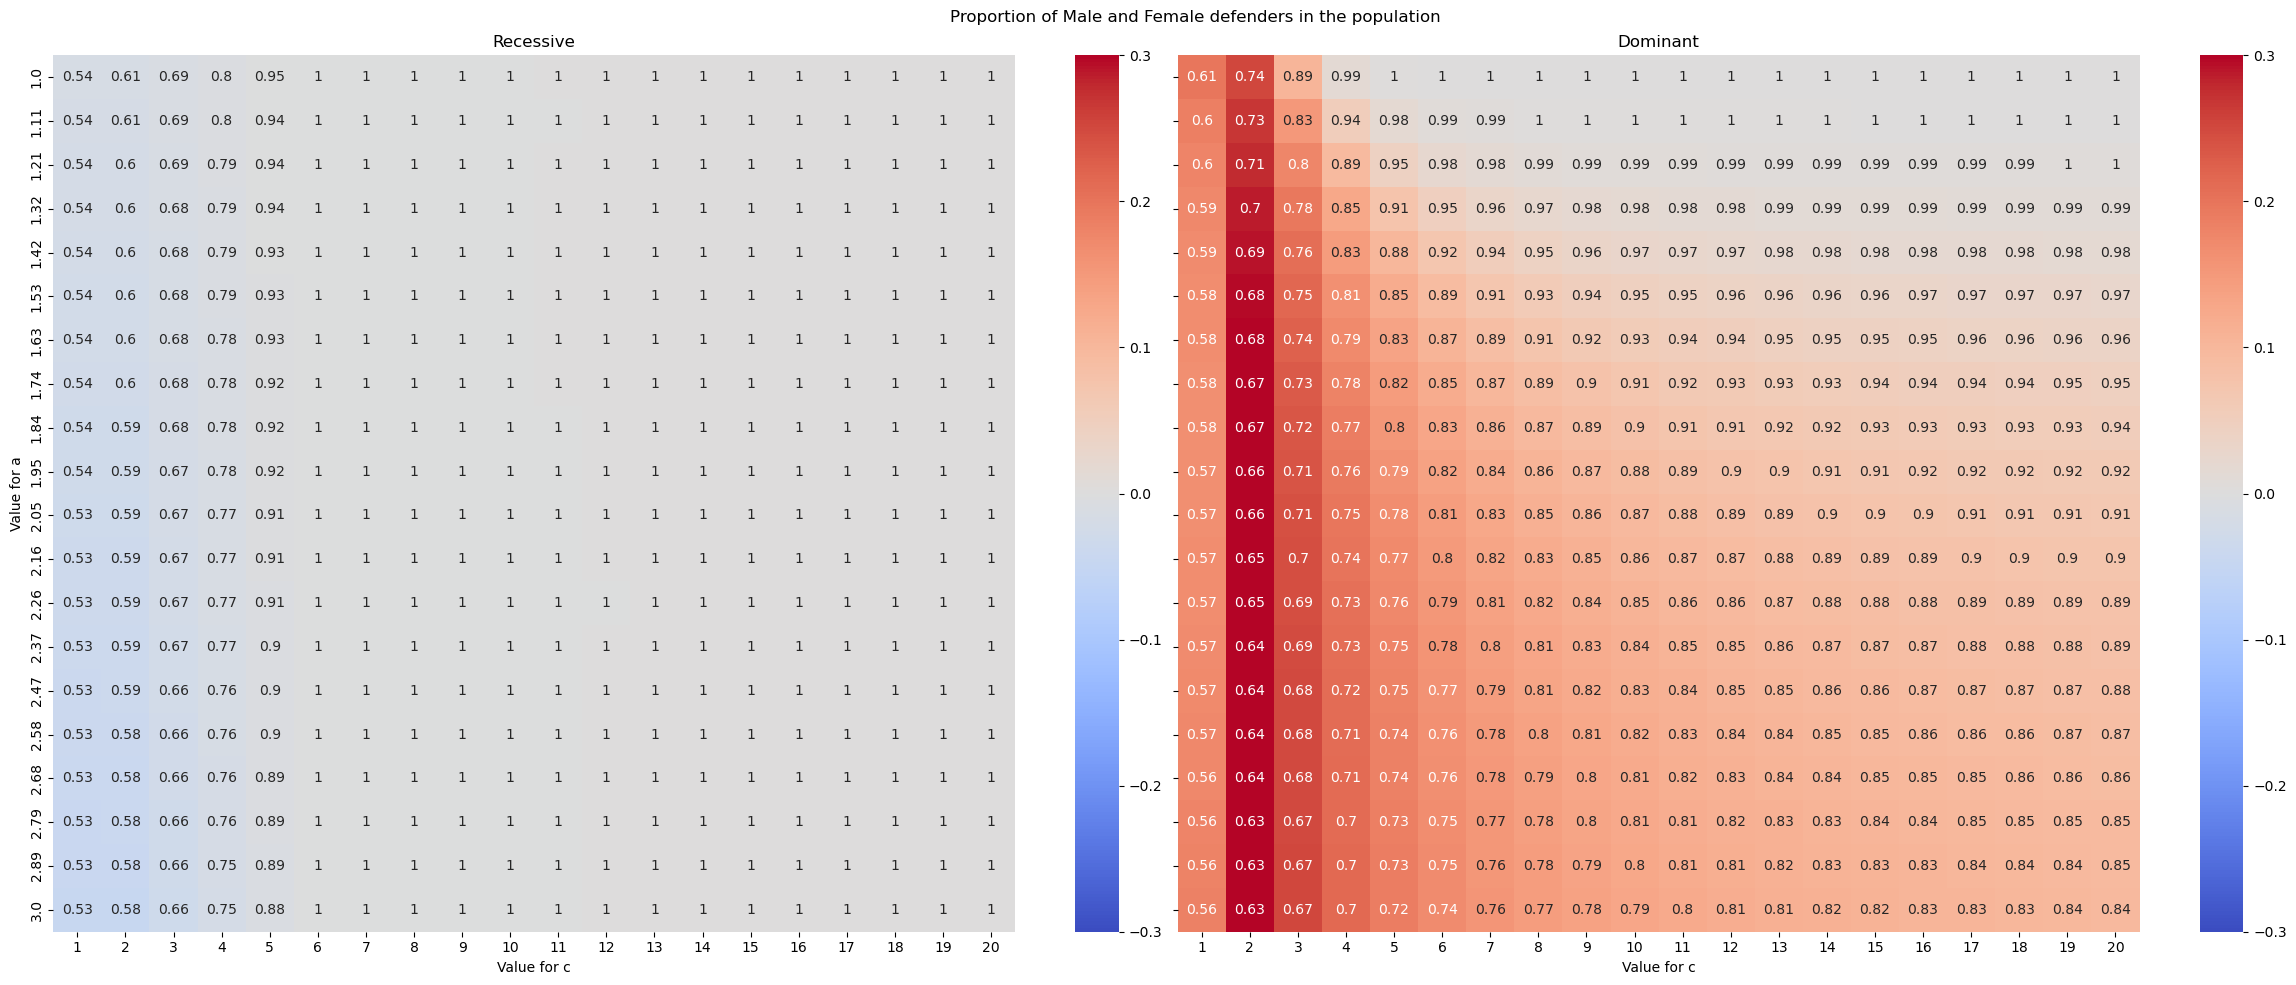 Proportion of Male and Female defenders in the population
Recessive
Dominant
Value for a
1.0 0.54 0.61 0.69 0.8 0.95 1 1 1 1 1 1 1 1 1 1 1 1 1 1 1
1.11 0.54 0.61 0.69 0.8 0.94 1 1 1 1 1 1 1 1 1 1 1 1 1 1 1
1.21 0.54 0.6 0.69 0.79 0.94 1 1 1 1 1 1 1 1 1 1 1 1 1 1 1
1.32 0.54 0.6 0.68 0.79 0.94 1 1 1 1 1 1 1 1 1 1 1 1 1 1 1
1.42 0.54 0.6 0.68 0.79 0.93 1 1 1 1 1 1 1 1 1 1 1 1 1 1 1
1.53 0.54 0.6 0.68 0.79 0.93 1 1 1 1 1 1 1 1 1 1 1 1 1 1 1
1.63 0.54 0.6 0.68 0.78 0.93 1 1 1 1 1 1 1 1 1 1 1 1 1 1 1
1.74 0.54 0.6 0.68 0.78 0.92 1 1 1 1 1 1 1 1 1 1 1 1 1 1 1
1.84 0.54 0.59 0.68 0.78 0.92 1 1 1 1 1 1 1 1 1 1 1 1 1 1 1
1.95 0.54 0.59 0.67 0.78 0.92 1 1 1 1 1 1 1 1 1 1 1 1 1 1 1
2.05 0.53 0.59 0.67 0.77 0.91 1 1 1 1 1 1 1 1 1 1 1 1 1 1 1
2.16 0.53 0.59 0.67 0.77 0.91 1 1 1 1 1 1 1 1 1 1 1 1 1 1 1
2.26 0.53 0.59 0.67 0.77 0.91 1 1 1 1 1 1 1 1 1 1 1 1 1 1 1
2.37 0.53 0.59 0.67 0.77 0.9 1 1 1 1 1 1 1 1 1 1 1 1 1 1 1
2.47 0.53 0.59 0.66 0.76 0.9 1 1 1 1 1 1 1 1 1 1 1 1 1 1 1
2.58 0.53 0.58 0.66 0.76 0.9 1 1 1 1 1 1 1 1 1 1 1 1 1 1 1
2.68 0.53 0.58 0.66 0.76 0.89 1 1 1 1 1 1 1 1 1 1 1 1 1 1 1
2.79 0.53 0.58 0.66 0.76 0.89 1 1 1 1 1 1 1 1 1 1 1 1 1 1 1
2.89 0.53 0.58 0.66 0.75 0.89 1 1 1 1 1 1 1 1 1 1 1 1 1 1 1
3.0 0.53 0.58 0.66 0.75 0.88 1 1 1 1 1 1 1 1 1 1 1 1 1 1 1
1 2 3 4 5 6 7 8 9 10 11 12 13 14 15 16 17 18 19 20
Value for c
0.3
0.2
0.1
0.0
−0.1
−0.2
−0.3
0.61 0.74 0.89 0.99 1 1 1 1 1 1 1 1 1 1 1 1 1 1 1 1
0.6 0.73 0.83 0.94 0.98 0.99 0.99 1 1 1 1 1 1 1 1 1 1 1 1 1
0.6 0.71 0.8 0.89 0.95 0.98 0.98 0.99 0.99 0.99 0.99 0.99 0.99 0.99 0.99 0.99 0.99 0.99 1 1
0.59 0.7 0.78 0.85 0.91 0.95 0.96 0.97 0.98 0.98 0.98 0.98 0.99 0.99 0.99 0.99 0.99 0.99 0.99 0.99
0.59 0.69 0.76 0.83 0.88 0.92 0.94 0.95 0.96 0.97 0.97 0.97 0.98 0.98 0.98 0.98 0.98 0.98 0.98 0.98
0.58 0.68 0.75 0.81 0.85 0.89 0.91 0.93 0.94 0.95 0.95 0.96 0.96 0.96 0.96 0.97 0.97 0.97 0.97 0.97
0.58 0.68 0.74 0.79 0.83 0.87 0.89 0.91 0.92 0.93 0.94 0.94 0.95 0.95 0.95 0.95 0.96 0.96 0.96 0.96
0.58 0.67 0.73 0.78 0.82 0.85 0.87 0.89 0.9 0.91 0.92 0.93 0.93 0.93 0.94 0.94 0.94 0.94 0.95 0.95
0.58 0.67 0.72 0.77 0.8 0.83 0.86 0.87 0.89 0.9 0.91 0.91 0.92 0.92 0.93 0.93 0.93 0.93 0.93 0.94
0.57 0.66 0.71 0.76 0.79 0.82 0.84 0.86 0.87 0.88 0.89 0.9 0.9 0.91 0.91 0.92 0.92 0.92 0.92 0.92
0.57 0.66 0.71 0.75 0.78 0.81 0.83 0.85 0.86 0.87 0.88 0.89 0.89 0.9 0.9 0.9 0.91 0.91 0.91 0.91
0.57 0.65 0.7 0.74 0.77 0.8 0.82 0.83 0.85 0.86 0.87 0.87 0.88 0.89 0.89 0.89 0.9 0.9 0.9 0.9
0.57 0.65 0.69 0.73 0.76 0.79 0.81 0.82 0.84 0.85 0.86 0.86 0.87 0.88 0.88 0.88 0.89 0.89 0.89 0.89
0.57 0.64 0.69 0.73 0.75 0.78 0.8 0.81 0.83 0.84 0.85 0.85 0.86 0.87 0.87 0.87 0.88 0.88 0.88 0.89
0.57 0.64 0.68 0.72 0.75 0.77 0.79 0.81 0.82 0.83 0.84 0.85 0.85 0.86 0.86 0.87 0.87 0.87 0.87 0.88
0.57 0.64 0.68 0.71 0.74 0.76 0.78 0.8 0.81 0.82 0.83 0.84 0.84 0.85 0.85 0.86 0.86 0.86 0.87 0.87
0.56 0.64 0.68 0.71 0.74 0.76 0.78 0.79 0.8 0.81 0.82 0.83 0.84 0.84 0.85 0.85 0.85 0.86 0.86 0.86
0.56 0.63 0.67 0.7 0.73 0.75 0.77 0.78 0.8 0.81 0.81 0.82 0.83 0.83 0.84 0.84 0.85 0.85 0.85 0.85
0.56 0.63 0.67 0.7 0.73 0.75 0.76 0.78 0.79 0.8 0.81 0.81 0.82 0.83 0.83 0.83 0.84 0.84 0.84 0.85
0.56 0.63 0.67 0.7 0.72 0.74 0.76 0.77 0.78 0.79 0.8 0.81 0.81 0.82 0.82 0.83 0.83 0.83 0.84 0.84
1 2 3 4 5 6 7 8 9 10 11 12 13 14 15 16 17 18 19 20
Value for c
0.3
0.2
0.1
0.0
−0.1
−0.2
−0.3